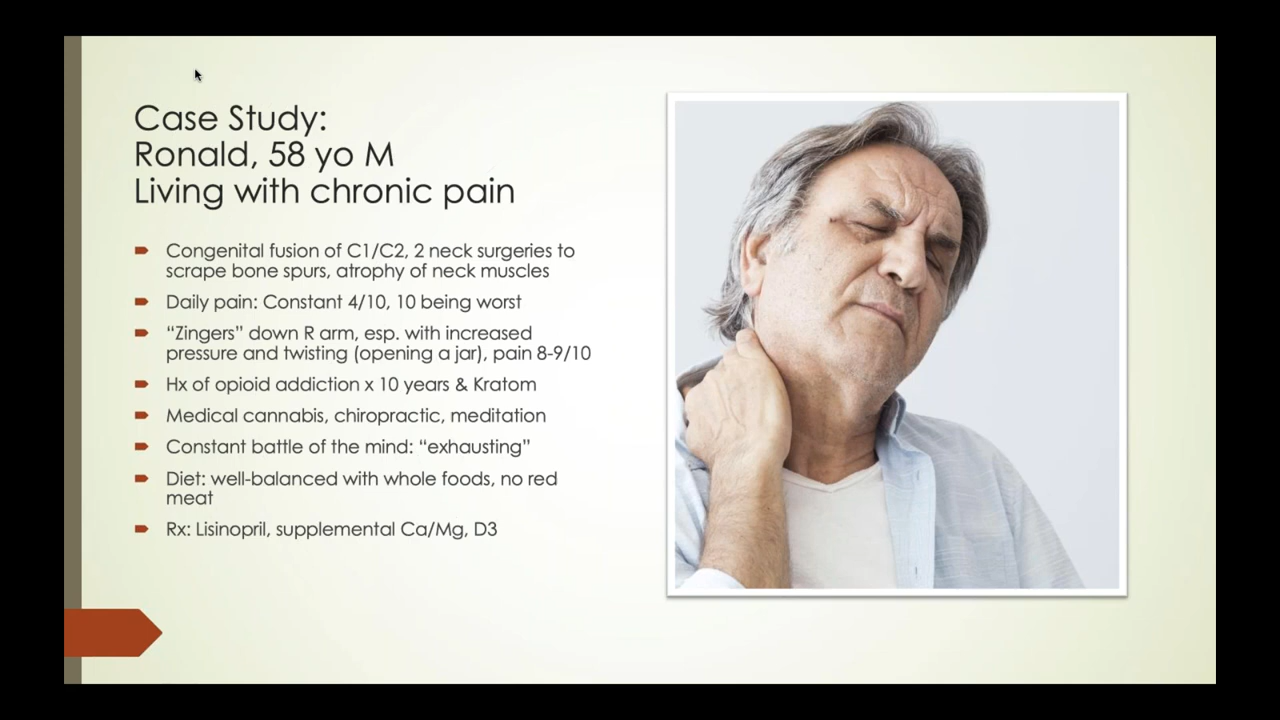 Case Study:
Ronald, 58 yo M
Living with chronic pain
Congenital fusion of C1/C2, 2 neck surgeries to
scrape bone spurs, atrophy of neck muscles
Daily pain: Constant 4/10, 10 being worst
“Zingers” down R arm, esp. with increased
pressure and twisting (opening a jar), pain 8-9/10
Hx of opioid addiction x 10 years & Kratom
Medical cannabis, chiropractic, meditation
Constant battle of the mind: “exhausting”
Diet: well-balanced with whole foods, no red
meat
Rx: Lisinopril, supplemental Ca/Mg, D3